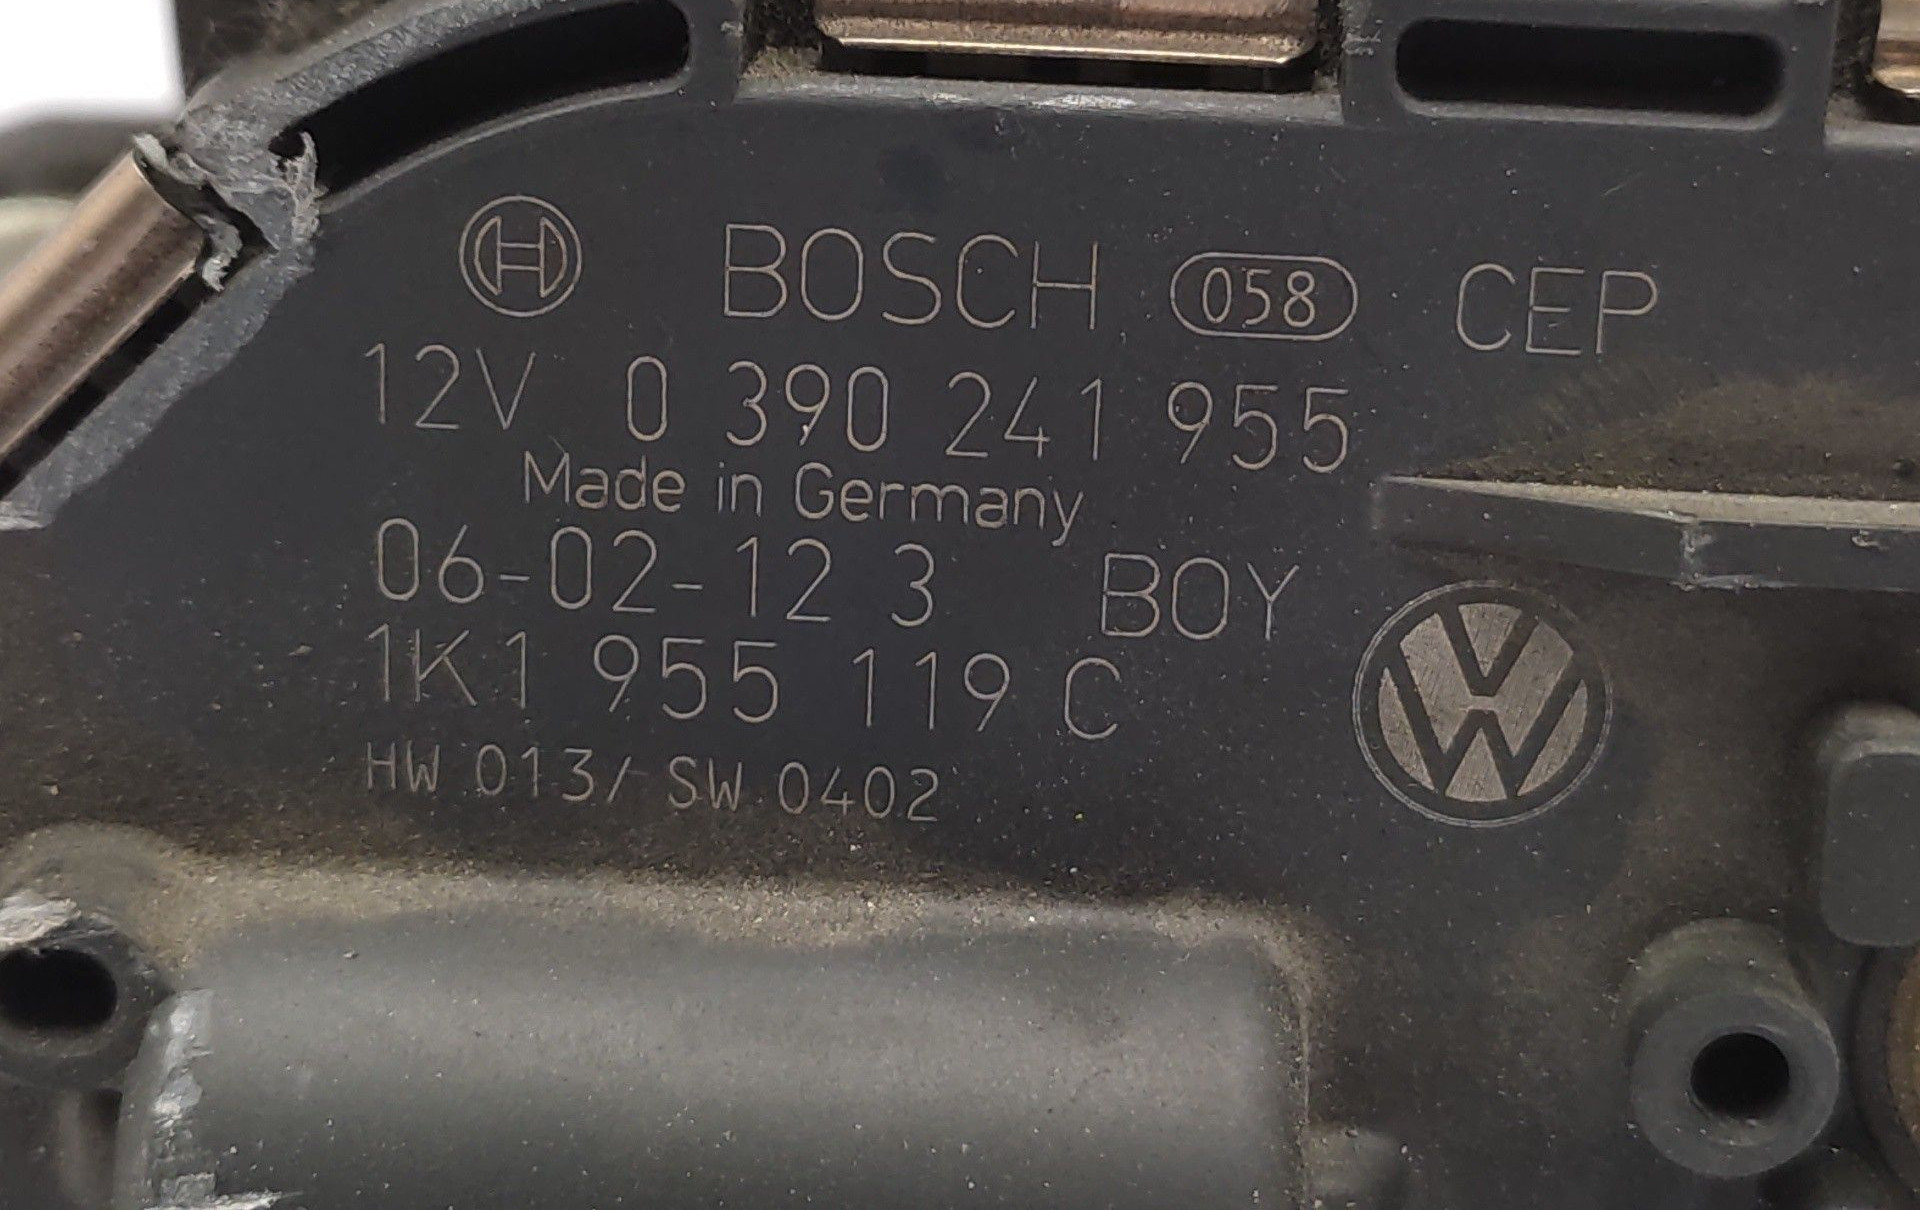 BOSCH 058 CEP
12V 0 390 241 955
Made in Germany
06-02-12 3 BOY
1K1 955 119 C
HW 013/ SW 0402